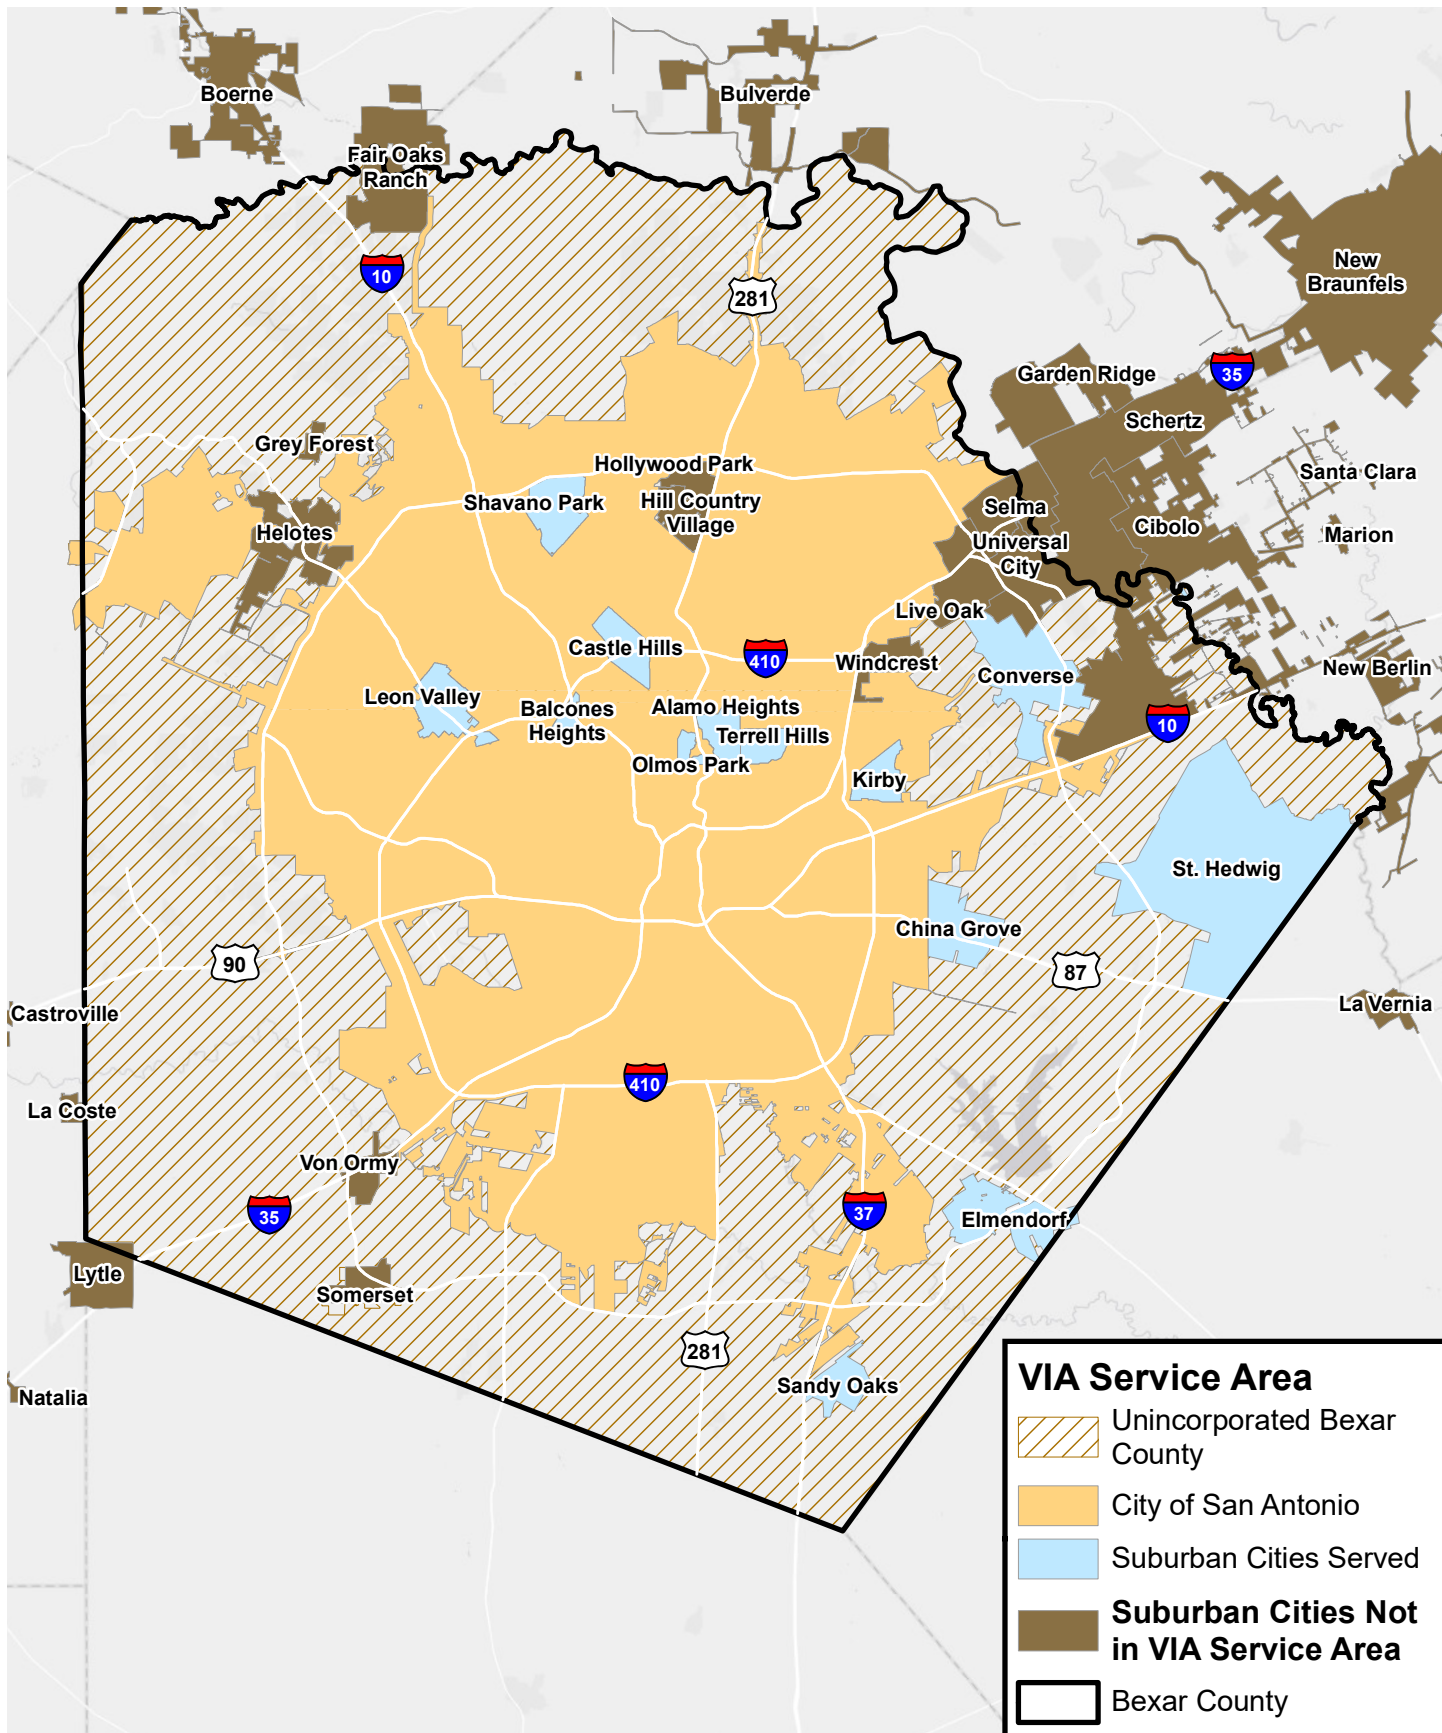 Boerne
Bulverde
Fair Oaks
Ranch
New
Braunfels
10
281
Garden Ridge
35
Schertz
Grey Forest
Hollywood Park
Santa Clara
Shavano Park
Hill Country
Village
Selma
Helotes
Cibolo
Marion
Universal
City
Live Oak
Castle Hills
410
Windcrest
Converse
New Berlin
Leon Valley
Balcones
Heights
Alamo Heights
Terrell Hills
10
Olmos Park
Kirby
St. Hedwig
China Grove
90
87
Castroville
La Vernia
410
La Coste
Von Ormy
35
37
Elmendorf
Lytle
Somerset
281
Sandy Oaks
Natalia
VIA Service Area
Unincorporated Bexar
County
City of San Antonio
Suburban Cities Served
Suburban Cities Not
in VIA Service Area
Bexar County